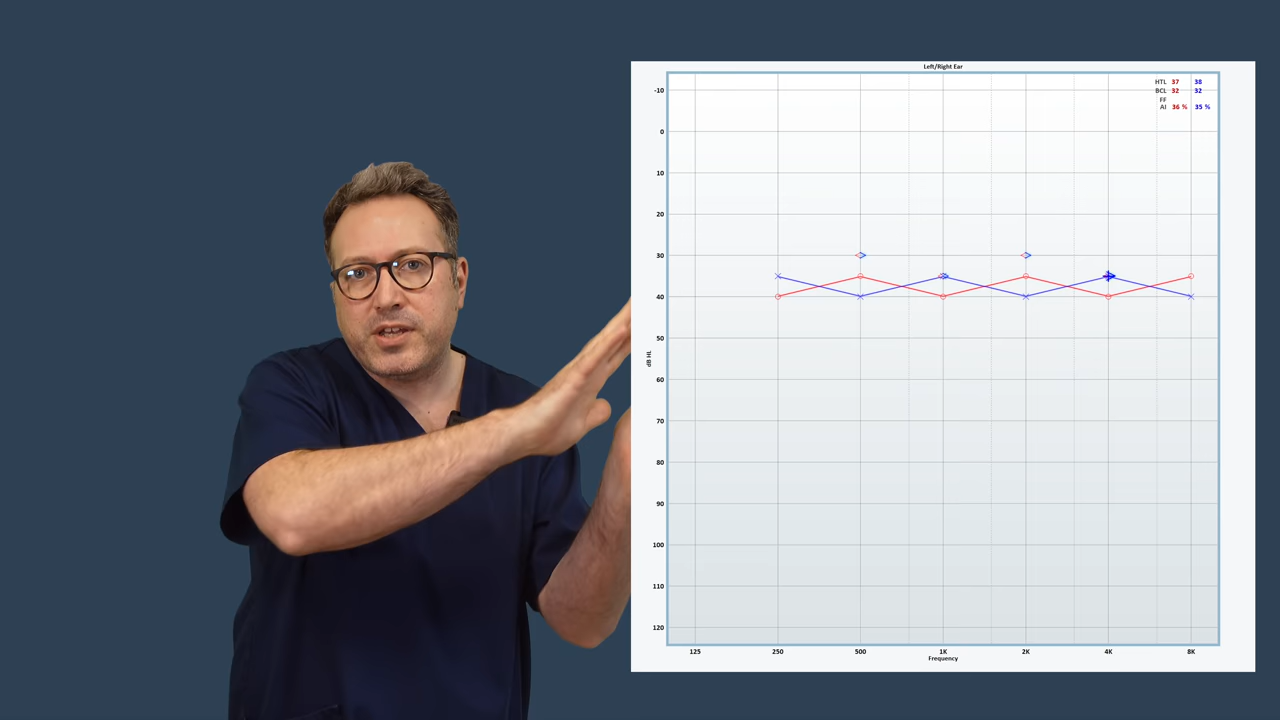 Left/Right Ear
HTL 37 38
BCL 32 32
FF
AI 36 % 35 %
-10
0
10
20
30
40
50
60
70
80
90
100
110
120
dB HL
125 250 500 1K 2K 4K 8K
Frequency